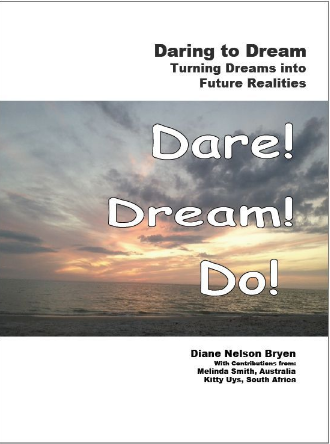 Daring to Dream
Turning Dreams into
Future Realities
Dare!
Dream!
Do!
Diane Nelson Bryen
With Contributions from:
Melinda Smith, Australia
Kitty Uys, South Africa